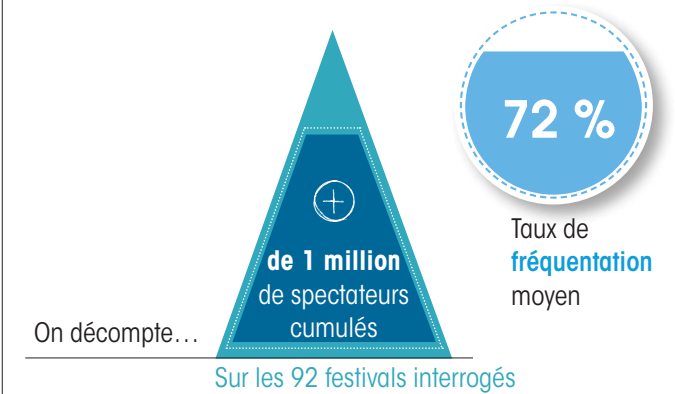 72 %
Taux de
fréquentation
moyen
On décompte…
+
de 1 million
de spectateurs
cumulés
Sur les 92 festivals interrogés